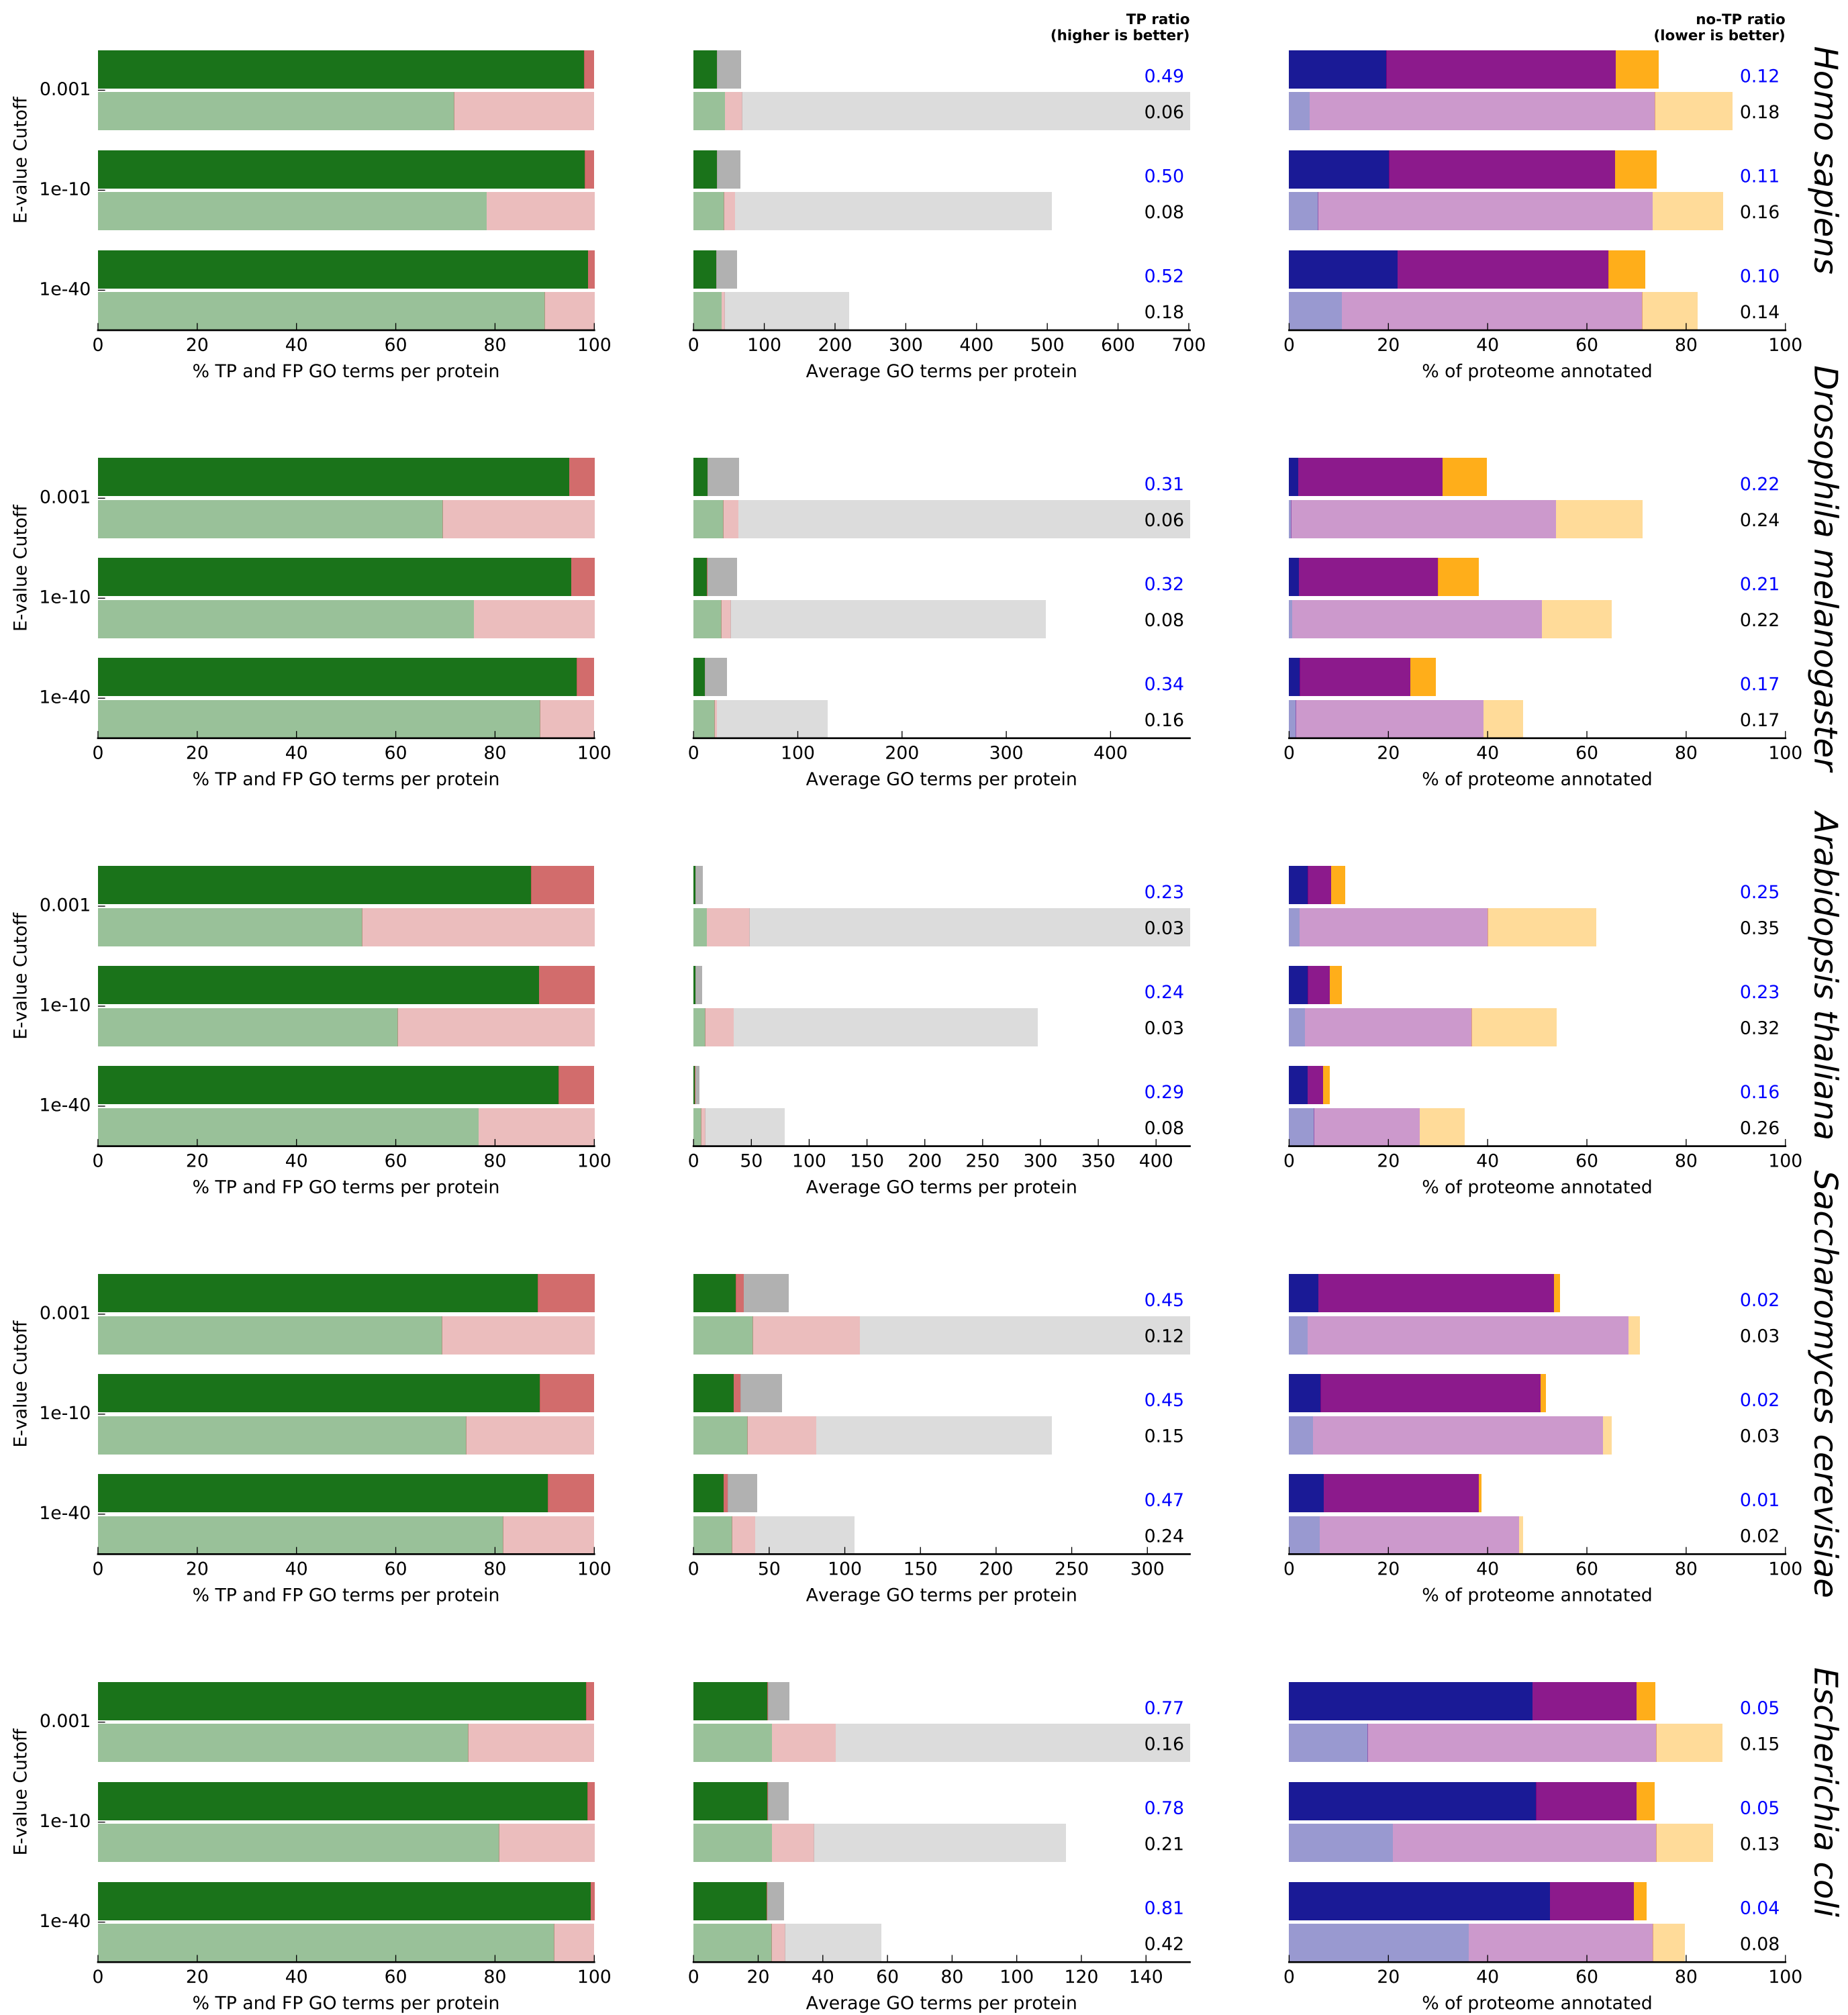 TP ratio
(higher is better)
no-TP ratio
(lower is better)
Homo sapiens
E-value Cutoff
0.001
1e-10
1e-40
0 20 40 60 80 100
% TP and FP GO terms per protein
0.49
0.06
0.50
0.08
0.52
0.18
0 100 200 300 400 500 600 700
Average GO terms per protein
0.12
0.18
0.11
0.16
0.10
0.14
0 20 40 60 80 100
% of proteome annotated
Drosophila melanogaster
E-value Cutoff
0.001
1e-10
1e-40
0 20 40 60 80 100
% TP and FP GO terms per protein
0.31
0.06
0.32
0.08
0.34
0.16
0 100 200 300 400
Average GO terms per protein
0.22
0.24
0.21
0.22
0.17
0.17
0 20 40 60 80 100
% of proteome annotated
Arabidopsis thaliana
E-value Cutoff
0.001
1e-10
1e-40
0 20 40 60 80 100
% TP and FP GO terms per protein
0.23
0.03
0.24
0.03
0.29
0.08
0 50 100 150 200 250 300 350 400
Average GO terms per protein
0.25
0.35
0.23
0.32
0.16
0.26
0 20 40 60 80 100
% of proteome annotated
Saccharomyces cerevisiae
E-value Cutoff
0.001
1e-10
1e-40
0 20 40 60 80 100
% TP and FP GO terms per protein
0.45
0.12
0.45
0.15
0.47
0.24
0 50 100 150 200 250 300
Average GO terms per protein
0.02
0.03
0.02
0.03
0.01
0.02
0 20 40 60 80 100
% of proteome annotated
Escherichia coli
E-value Cutoff
0.001
1e-10
1e-40
0 20 40 60 80 100
% TP and FP GO terms per protein
0.77
0.16
0.78
0.21
0.81
0.42
0 20 40 60 80 100 120 140
Average GO terms per protein
0.05
0.15
0.05
0.13
0.04
0.08
0 20 40 60 80 100
% of proteome annotated